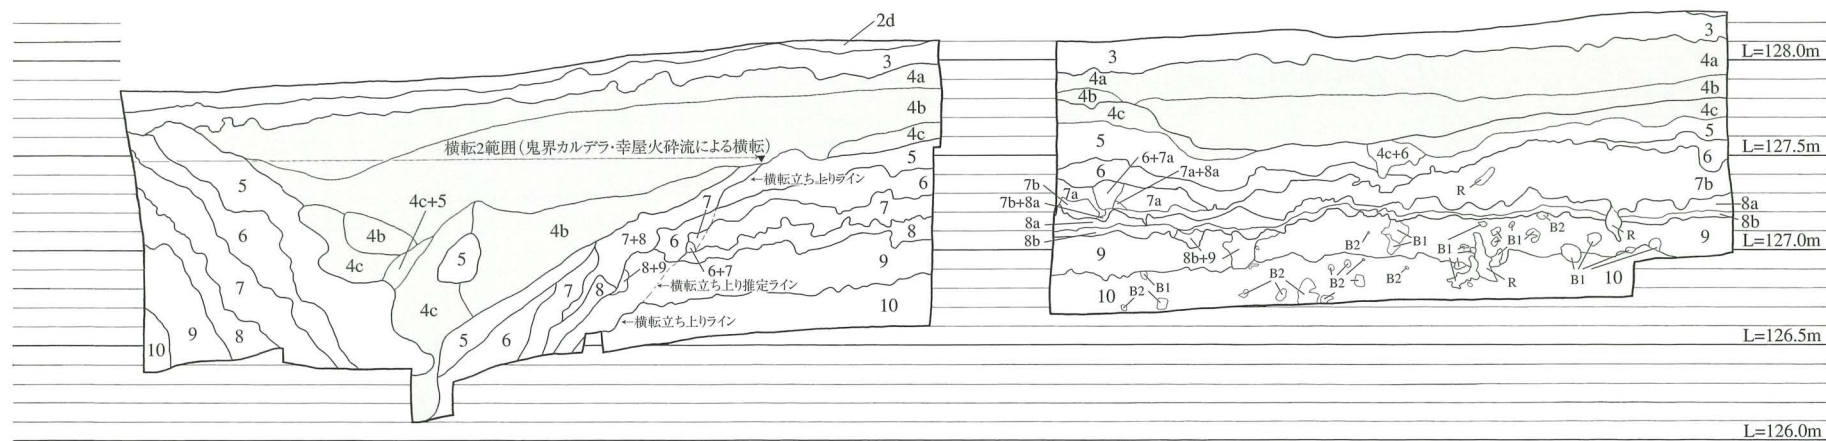 2d
3
4a
4b
4c
5
6
7
8
9
10
横転2範囲(鬼界カルデラ・幸屋火砕流による横転)
←横転立ち上りライン
5
6
7
8
9
10
4b
4c
4c+5
5
4b
4c
7+8
6
7
6+7
8+9
8
7
6
5
←横転立ち上り推定ライン
←横転立ち上りライン
3
4a
4b
4c
5
6
6+7a
7a+8a
7b
7a
7a
7b+8a
8a
8b
9
10
8b+9
4c+6
R
B2
B1
B1
B1
B2
R
B2
B2
B2
B1
R
B1
B2
B1
3
4a
4b
4c
5
6
7b
8a
8b
9
10
L=128.0m
L=127.5m
L=127.0m
L=126.5m
L=126.0m